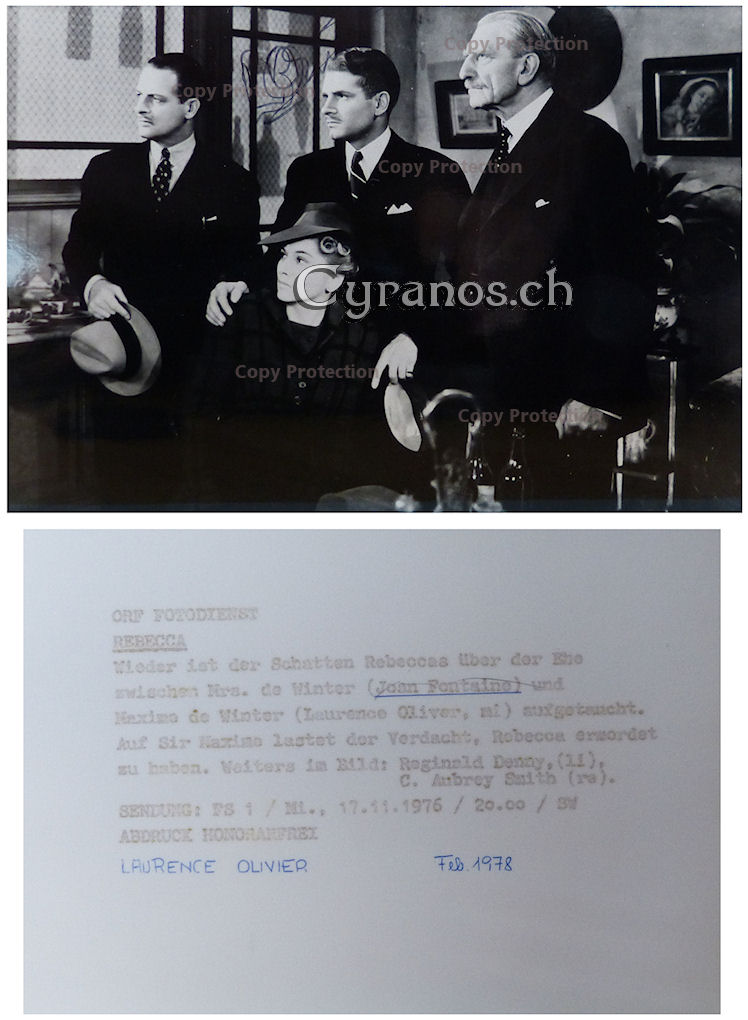 Copy Protection
Copy Protection
Copy Protection
Cyranos.ch
Copy Protection
Copy Protection
ORF FOTODIENST
REBECCA
Wieder ist der Schatten Rebeccas über der Ehe
zwischen Mrs. de Winter (Joan Fontaine) und
Maxime de Winter (Laurence Oliver, mi) aufgetaucht.
Auf Sir Maxime lastet der Verdacht, Rebecca ermordet
zu haben. Weiters im Bild: Reginald Denny,(li),
C. Aubrey Smith (re).
SENDUNG: FS 1 / Mi., 17.11.1976 / 20.00 / SW
ABDRUCK HONORARFREI
LAURENCE OLIVIER Feb. 1978